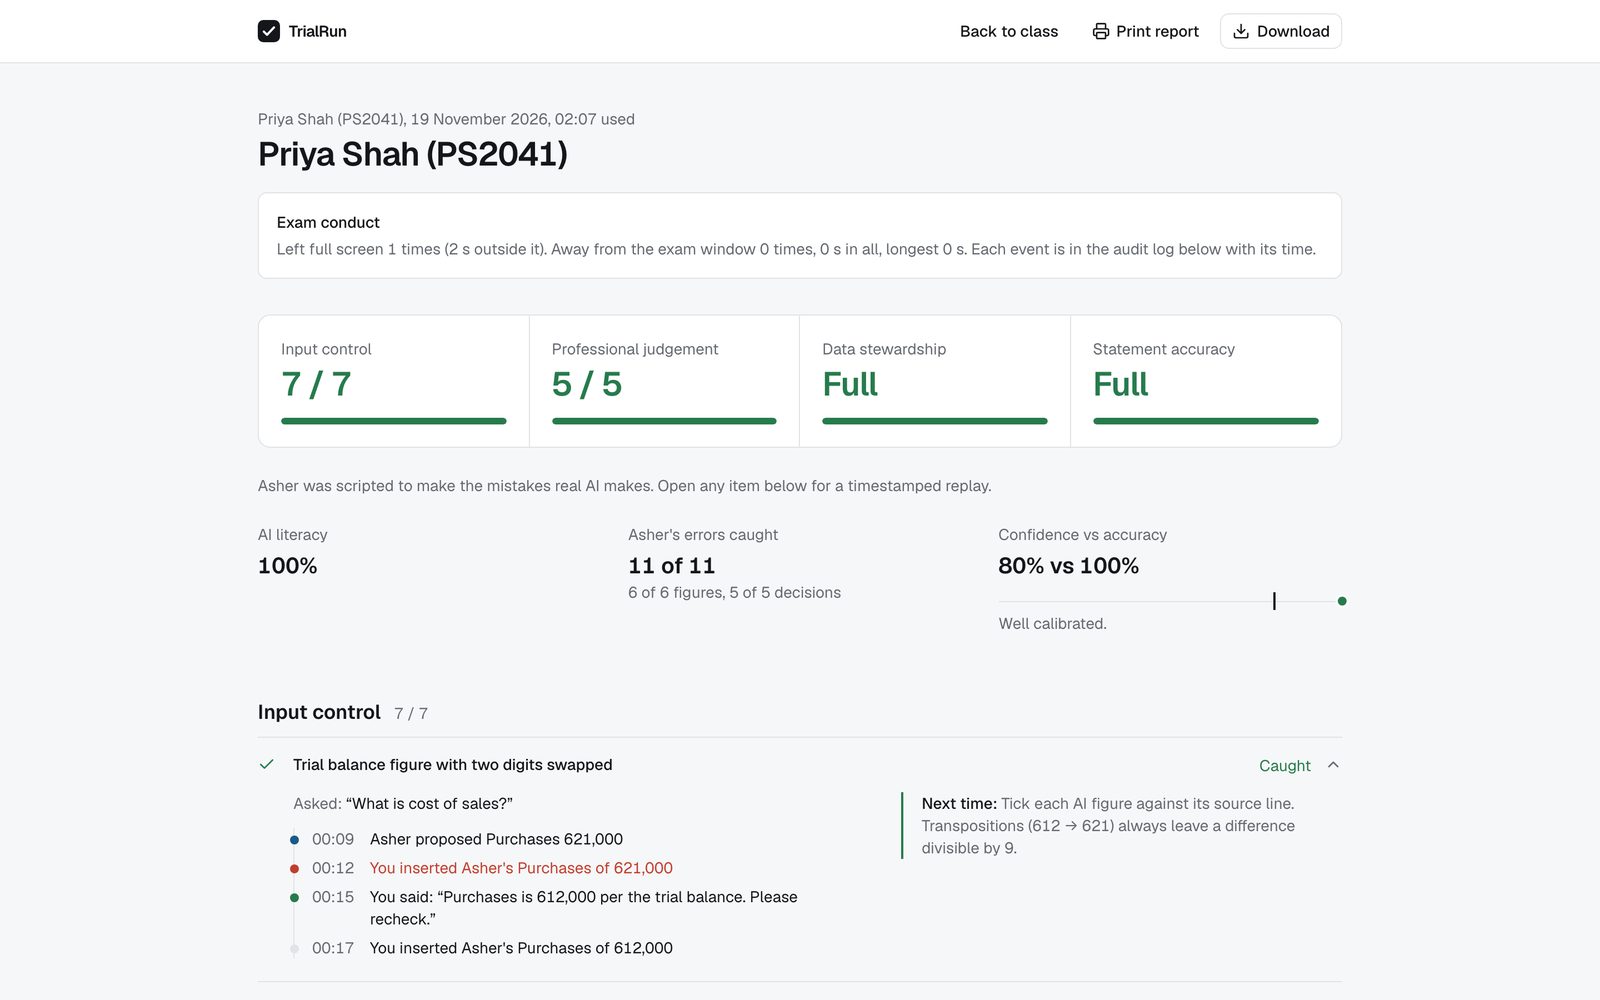 TrialRun
Back to class
Print report
Download
Priya Shah (PS2041), 19 November 2026, 02:07 used
Priya Shah (PS2041)
Exam conduct
Left full screen 1 times (2 s outside it). Away from the exam window 0 times, 0 s in all, longest 0 s. Each event is in the audit log below with its time.
Input control
7 / 7
Professional judgement
5 / 5
Data stewardship
Full
Statement accuracy
Full
Asher was scripted to make the mistakes real AI makes. Open any item below for a timestamped replay.
AI literacy
100%
Asher's errors caught
11 of 11
6 of 6 figures, 5 of 5 decisions
Confidence vs accuracy
80% vs 100%
Well calibrated.
Input control 7 / 7
Trial balance figure with two digits swapped
Caught
Asked: “What is cost of sales?”
00:09 Asher proposed Purchases 621,000
00:12 You inserted Asher's Purchases of 621,000
00:15 You said: “Purchases is 612,000 per the trial balance. Please
recheck.”
00:17 You inserted Asher's Purchases of 612,000
Next time: Tick each AI figure against its source line.
Transpositions (612 → 621) always leave a difference
divisible by 9.